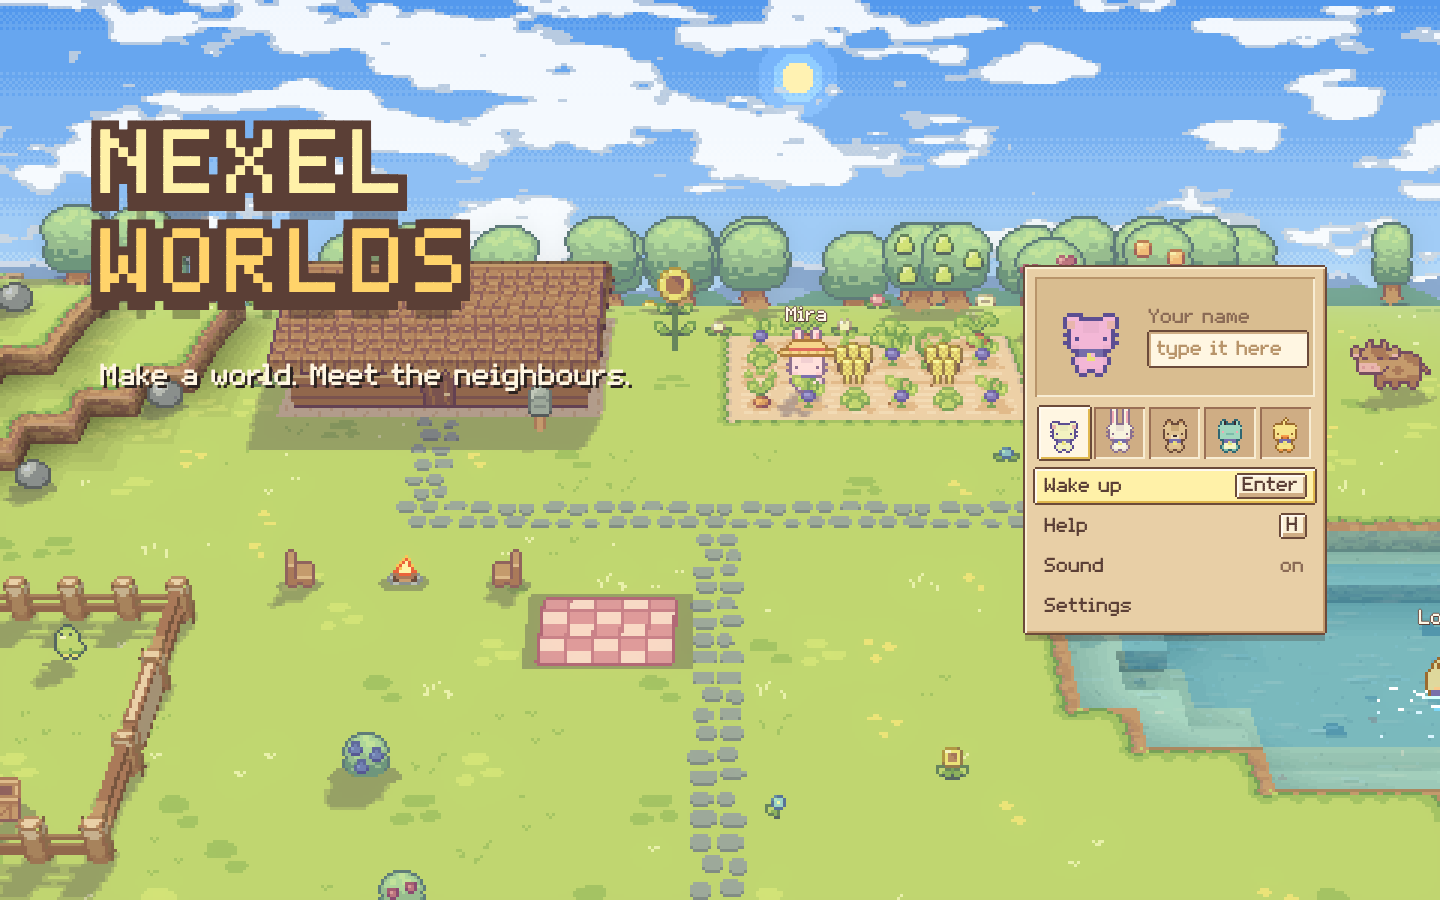 NEXEL
WORLDS
Make a world. Meet the neighbours.
Mira
Your name
type it here
Wake up Enter
Help H
Sound on
Settings